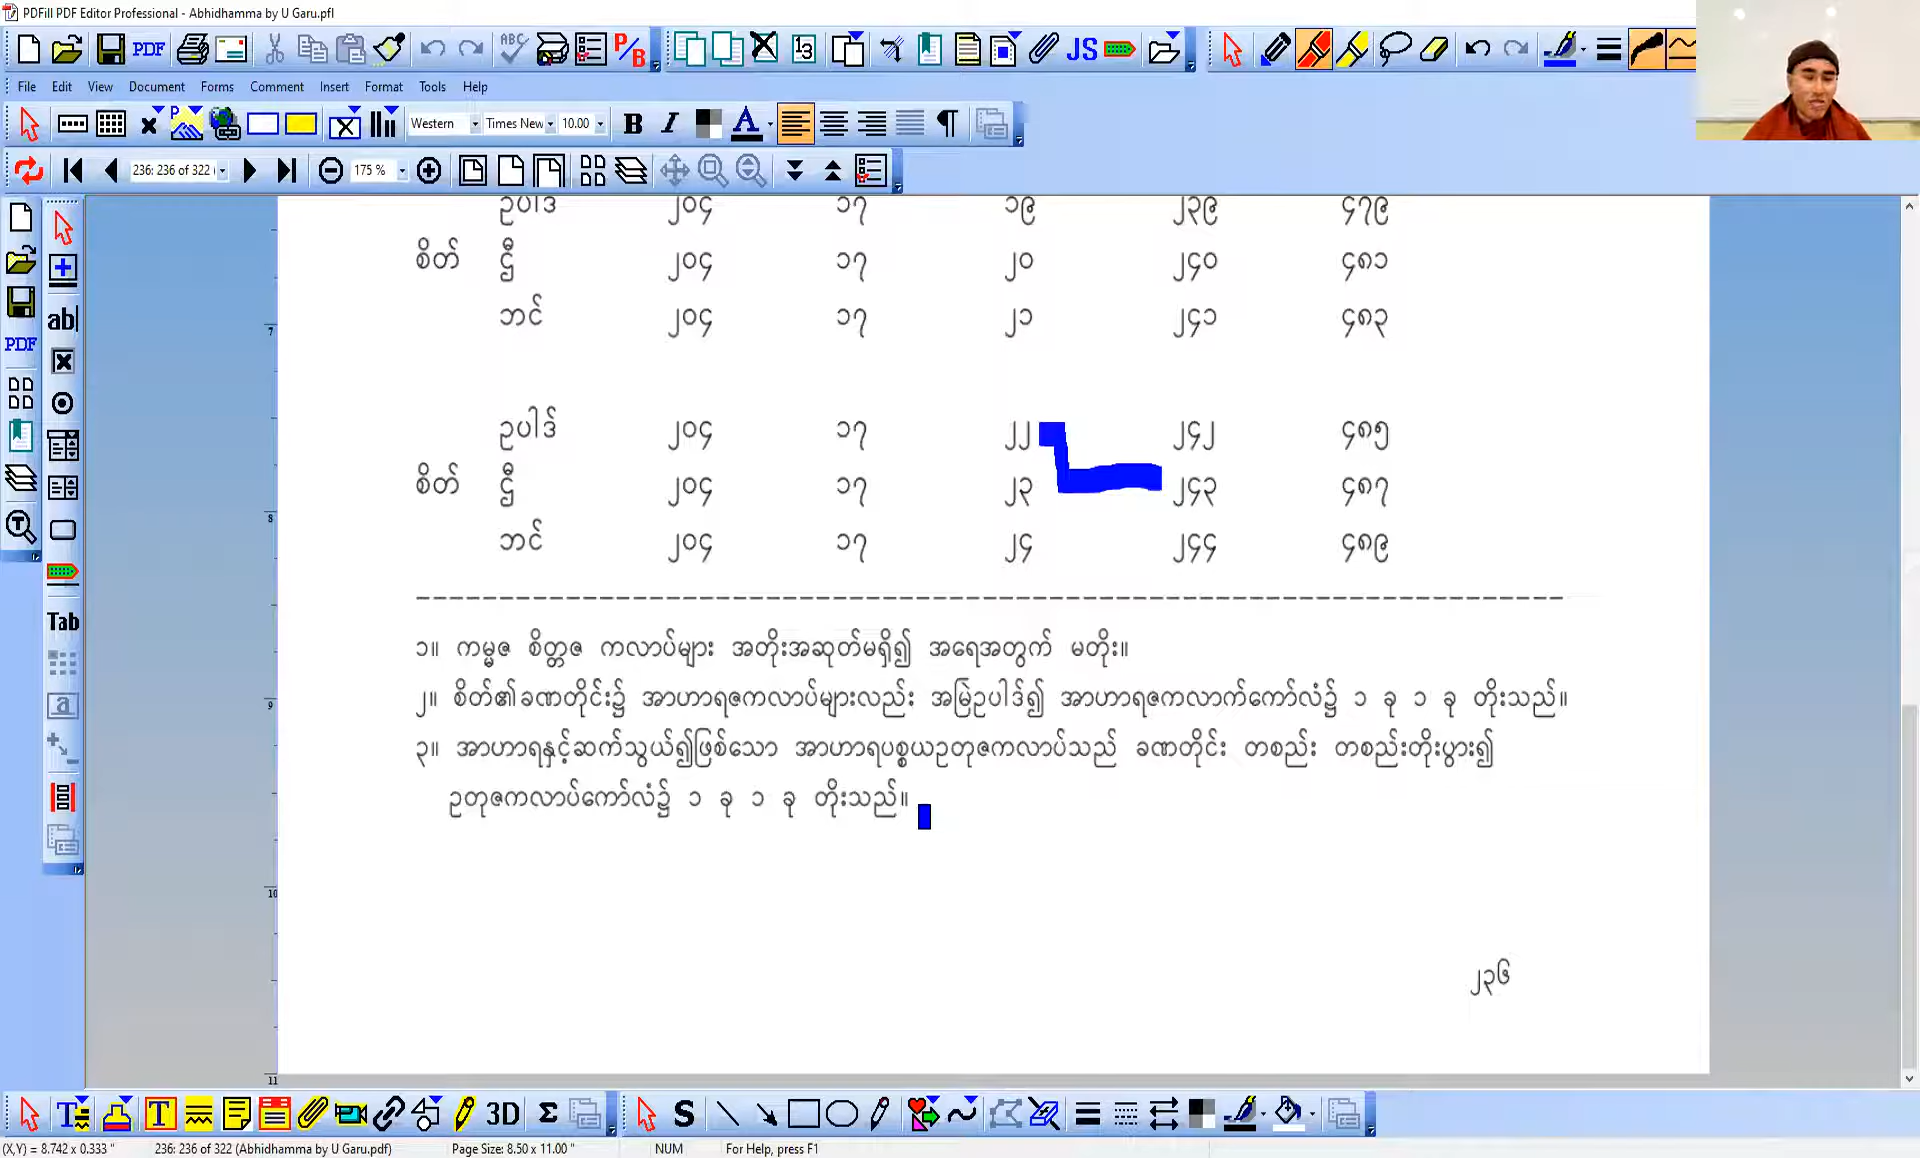 PDFill PDF Editor Professional - Abhidhamma by U Garu.pfl
PDF ABC 13 P/B JS
File Edit View Document Forms Comment Insert Format Tools Help
Western Times New 10.00 B I A
236: 236 of 322 175 %
ဥပါဒ် ၂၀၄ ၁၇ ၁၉ ၂၃၉ ၄၇၉
စိတ် ဌီ ၂၀၄ ၁၇ ၂၀ ၂၄၀ ၄၈၁
ဘင် ၂၀၄ ၁၇ ၂၁ ၂၄၁ ၄၈၃
ဥပါဒ် ၂၀၄ ၁၇ ၂၂ ၂၄၂ ၄၈၅
စိတ် ဌီ ၂၀၄ ၁၇ ၂၃ ၂၄၃ ၄၈၇
ဘင် ၂၀၄ ၁၇ ၂၄ ၂၄၄ ၄၈၉
၁။ ကမ္မဇ စိတ္တဇ ကလာပ်များ အတိုးအဆုတ်မရှိ၍ အရေအတွက် မတိုး။
၂။ စိတ်၏ခဏတိုင်း၌ အာဟာရဇကလာပ်များလည်း အမြဲဥပါဒ်၍ အာဟာရဇကလာက်ကော်လံ၌ ၁ ခု ၁ ခု တိုးသည်။
၃။ အာဟာရနှင့်ဆက်သွယ်၍ဖြစ်သော အာဟာရပစ္စယဥတုဇကလာပ်သည် ခဏတိုင်း တစည်း တစည်းတိုးပွား၍
ဥတုဇကလာပ်ကော်လံ၌ ၁ ခု ၁ ခု တိုးသည်။
၂၃၆
7
8
9
10
11
PDF
ab
Tab
a
T T 3D Σ S
(X,Y) = 8.742 x 0.333 " 236: 236 of 322 (Abhidhamma by U Garu.pdf) Page Size: 8.50 x 11.00 " NUM For Help, press F1